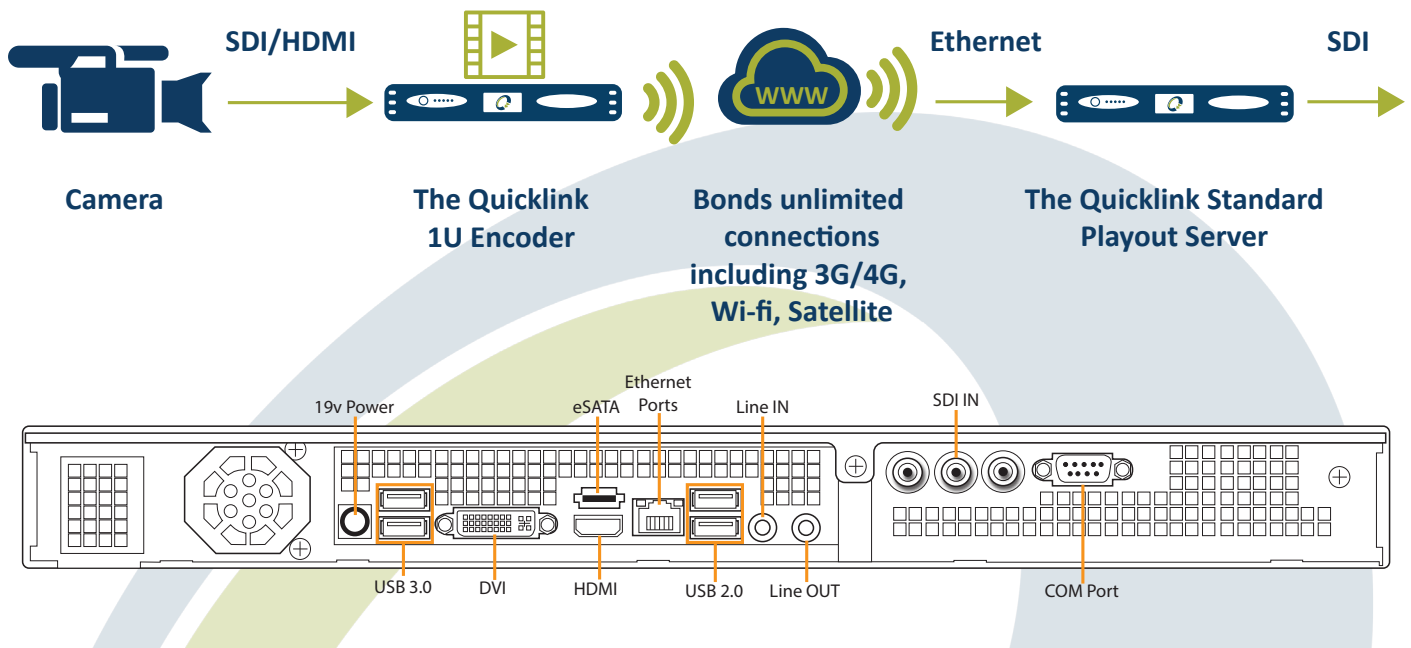 SDI/HDMI
Ethernet
SDI
www
Camera
The Quicklink
1U Encoder
Bonds unlimited
connections
including 3G/4G,
Wi-fi, Satellite
The Quicklink Standard
Playout Server
19v Power
eSATA
Ethernet
Ports
Line IN
SDI IN
USB 3.0
DVI
HDMI
USB 2.0
Line OUT
COM Port